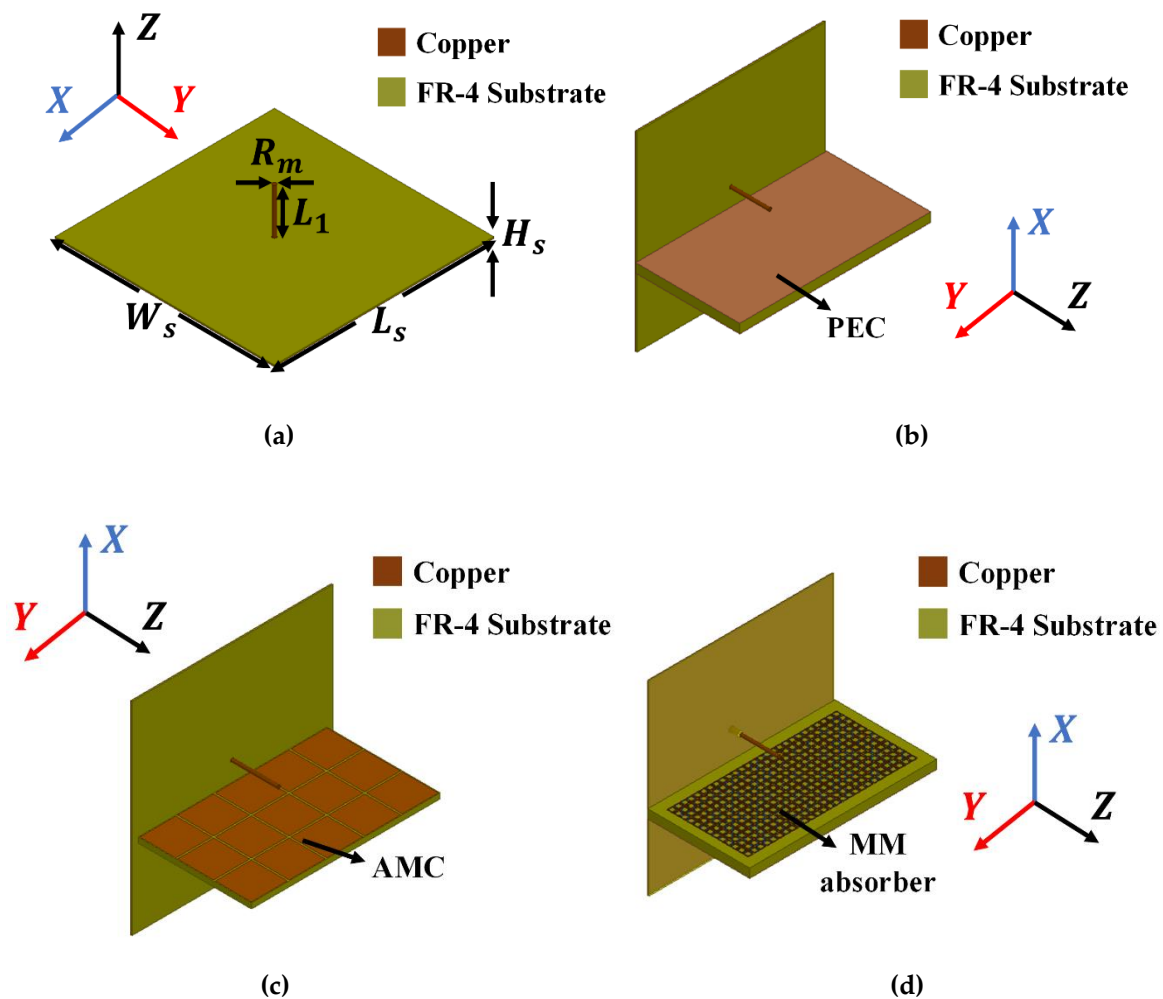 Z
X
Y
Copper
FR-4 Substrate
R_m
L_1
H_s
W_s
L_s
(a)
Copper
FR-4 Substrate
X
Y
Z
PEC
(b)
X
Y
Z
Copper
FR-4 Substrate
AMC
(c)
Copper
FR-4 Substrate
X
Y
Z
MM
absorber
(d)